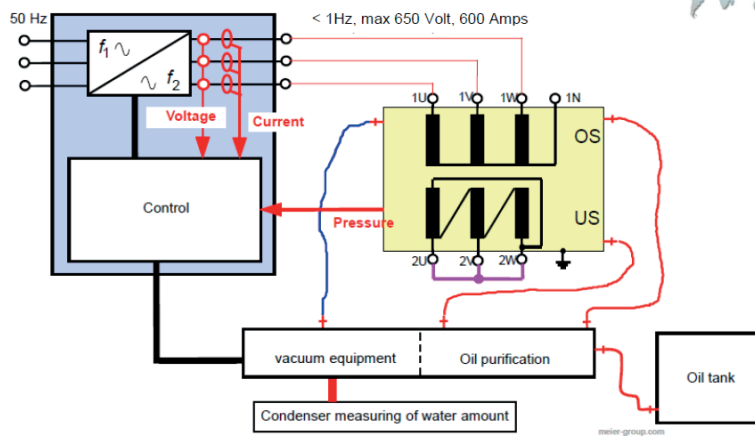 50 Hz
< 1Hz, max 650 Volt, 600 Amps
f1
f2
Voltage
Current
1U
1V
1W
1N
OS
Control
Pressure
US
2U
2V
2W
vacuum equipment
Oil purification
Oil tank
Condenser measuring of water amount
meier-group.com